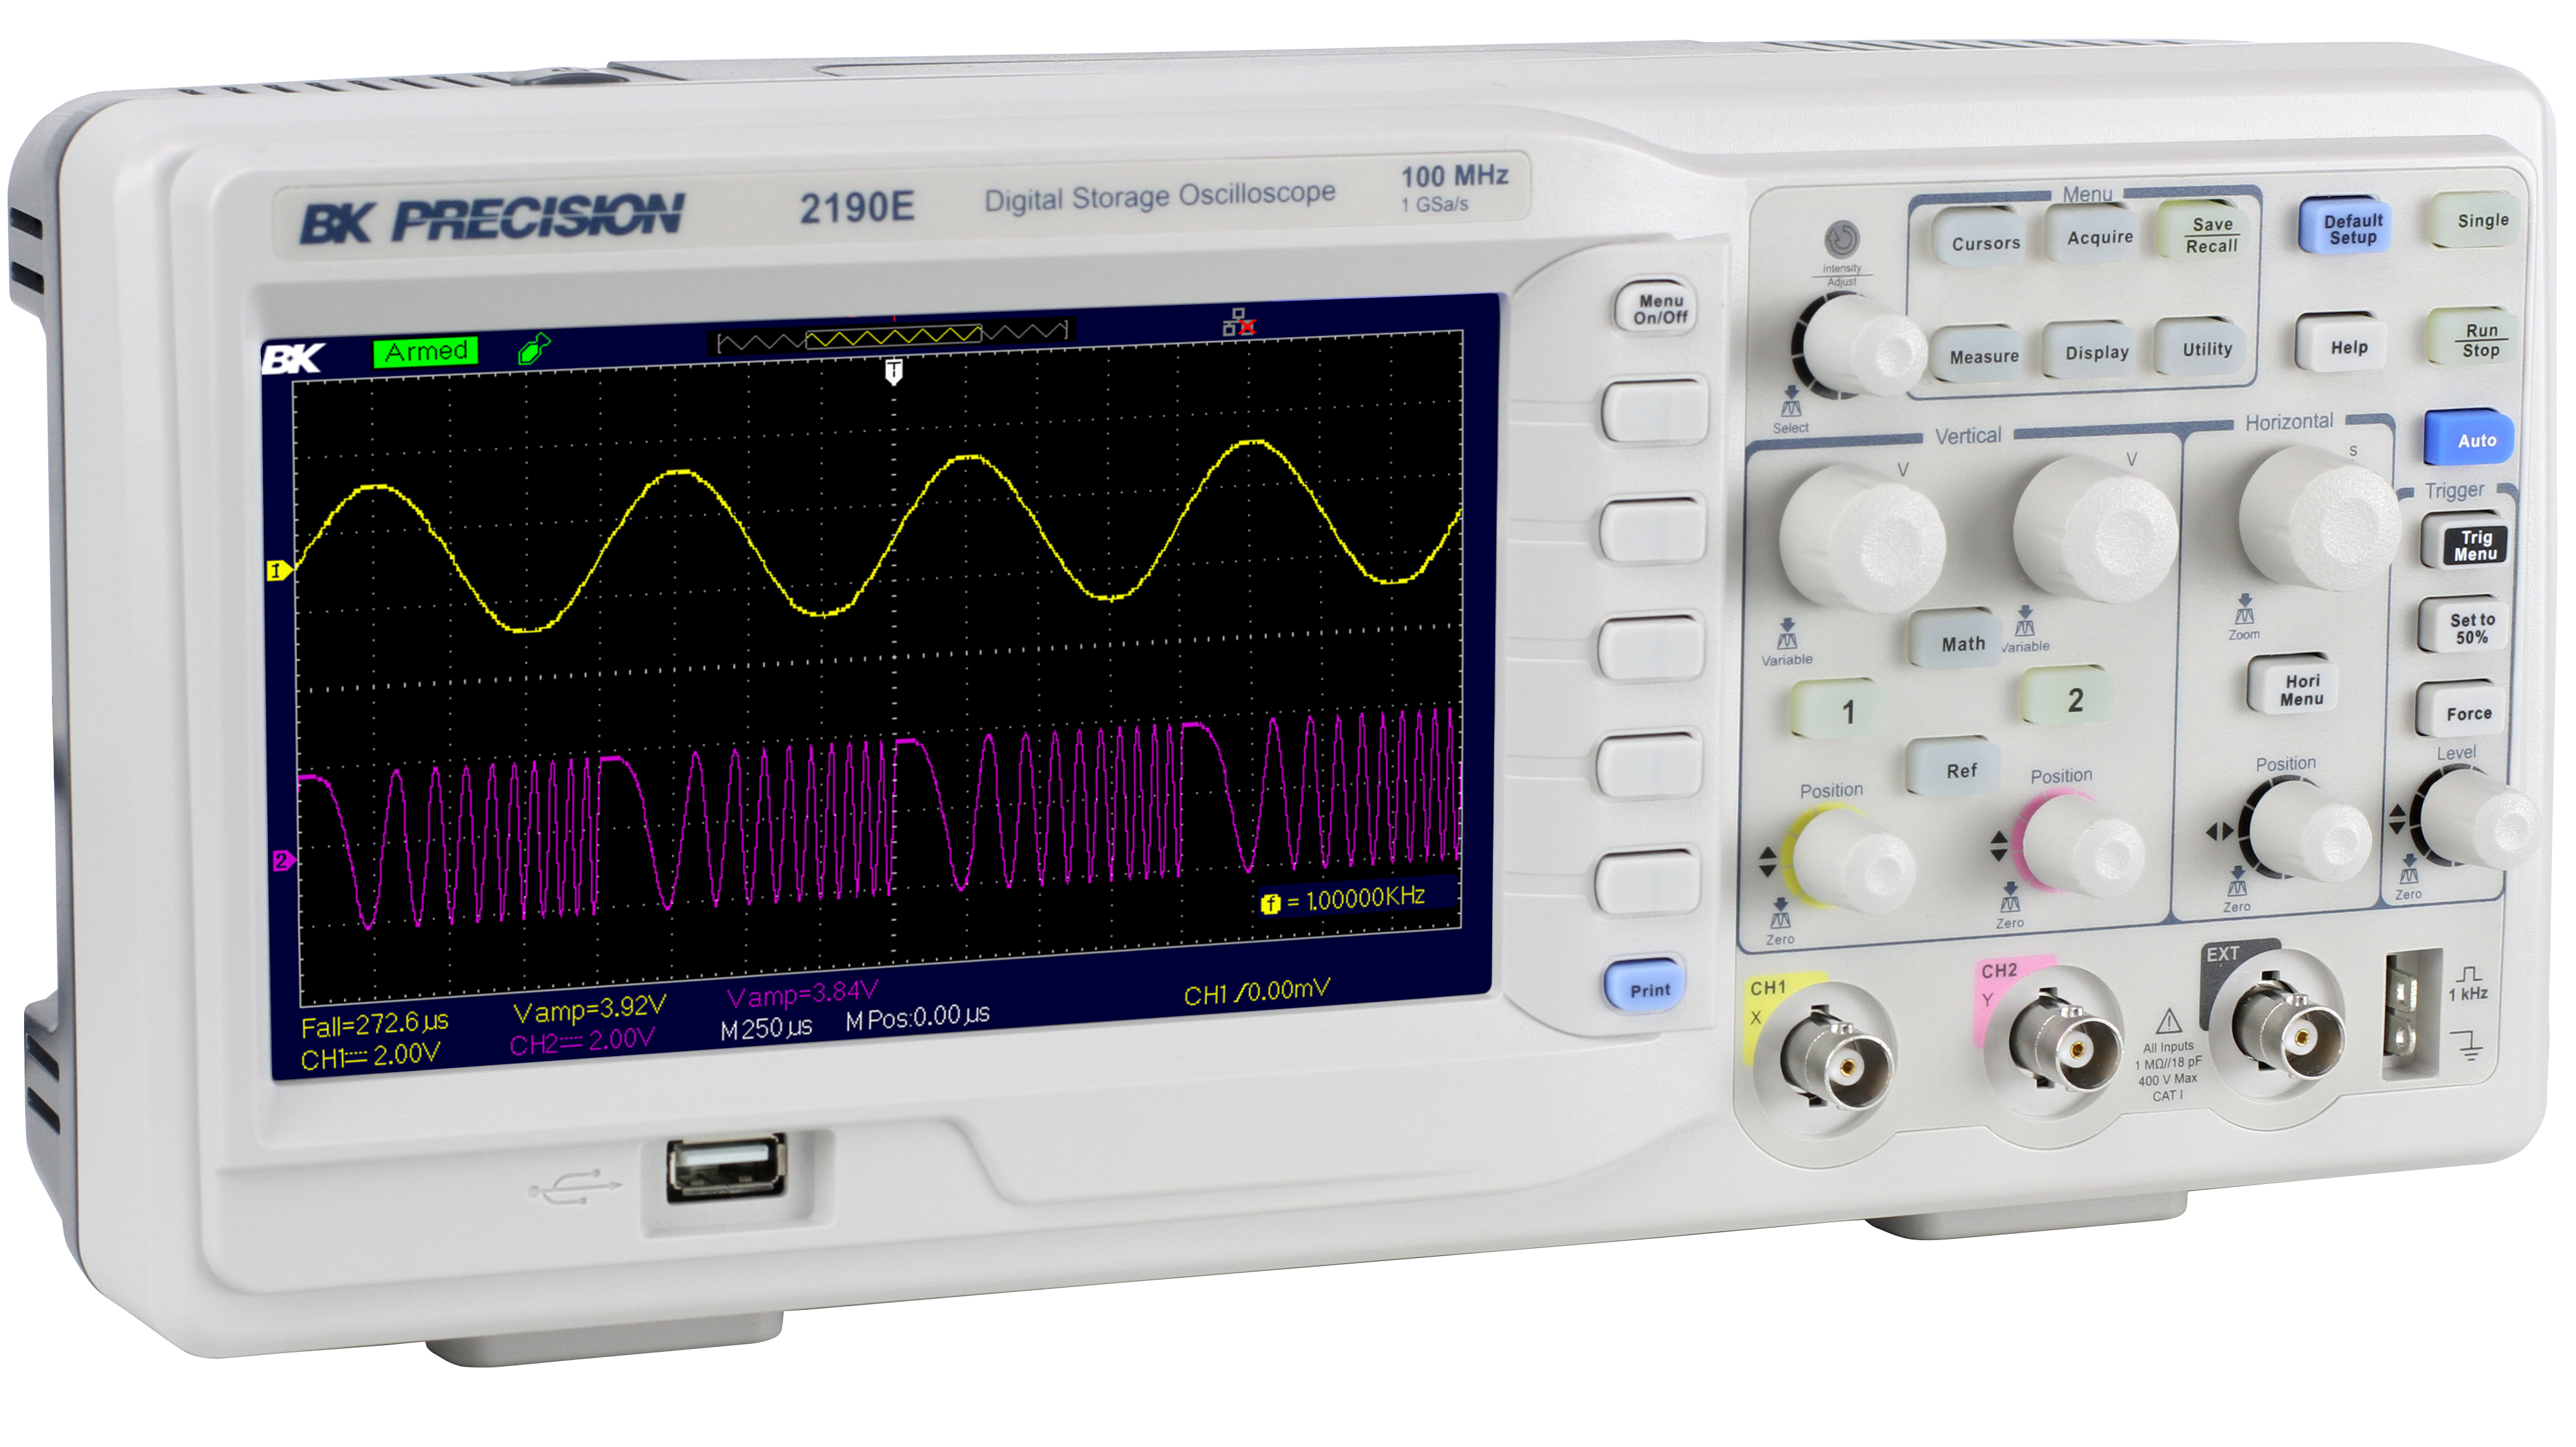 BK PRECISION 2190E Digital Storage Oscilloscope 100 MHz
1 GSa/s
BK Armed
T
1
2
f = 1.00000KHz
Vamp=3.92V Vamp=3.84V CH1 /0.00mV
Fall=272.6µs M250µs M Pos:0.00µs
CH1 2.00V CH2 2.00V
Menu
On/Off
Print
Intensity
Adjust
Select
Menu
Cursors
Acquire
Save
Recall
Measure
Display
Utility
Default
Setup
Single
Help
Run
Stop
Auto
Vertical
V
V
Variable
Variable
Math
1
2
Ref
Position
Position
Zero
Zero
Horizontal
s
Zoom
Hori
Menu
Position
Zero
Trigger
Trig
Menu
Set to
50%
Force
Level
Zero
CH1
X
CH2
Y
All Inputs
1 MΩ//18 pF
400 V Max
CAT I
EXT
1 kHz